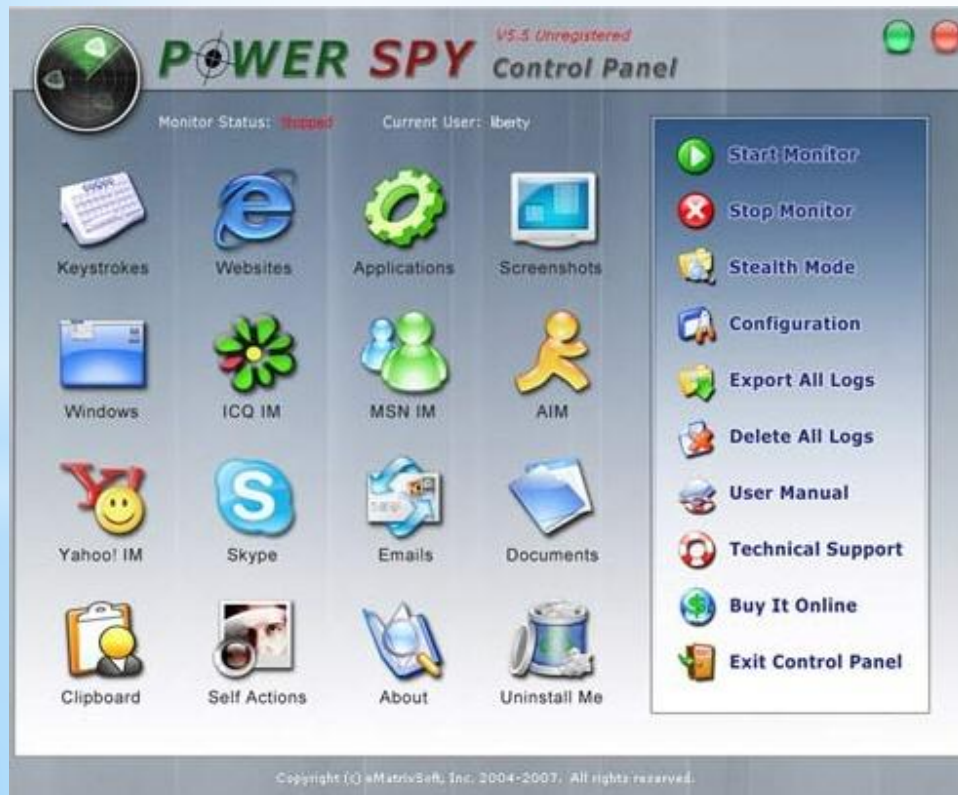 POWER SPY
V5.5 Unregistered
Control Panel
Monitor Status: Stopped Current User: liberty
Keystrokes Websites Applications Screenshots
Windows ICQ IM MSN IM AIM
Yahoo! IM Skype Emails Documents
Clipboard Self Actions About Uninstall Me
Start Monitor
Stop Monitor
Stealth Mode
Configuration
Export All Logs
Delete All Logs
User Manual
Technical Support
Buy It Online
Exit Control Panel
Copyright (c) eMatrixSoft, Inc. 2004-2007. All rights reserved.